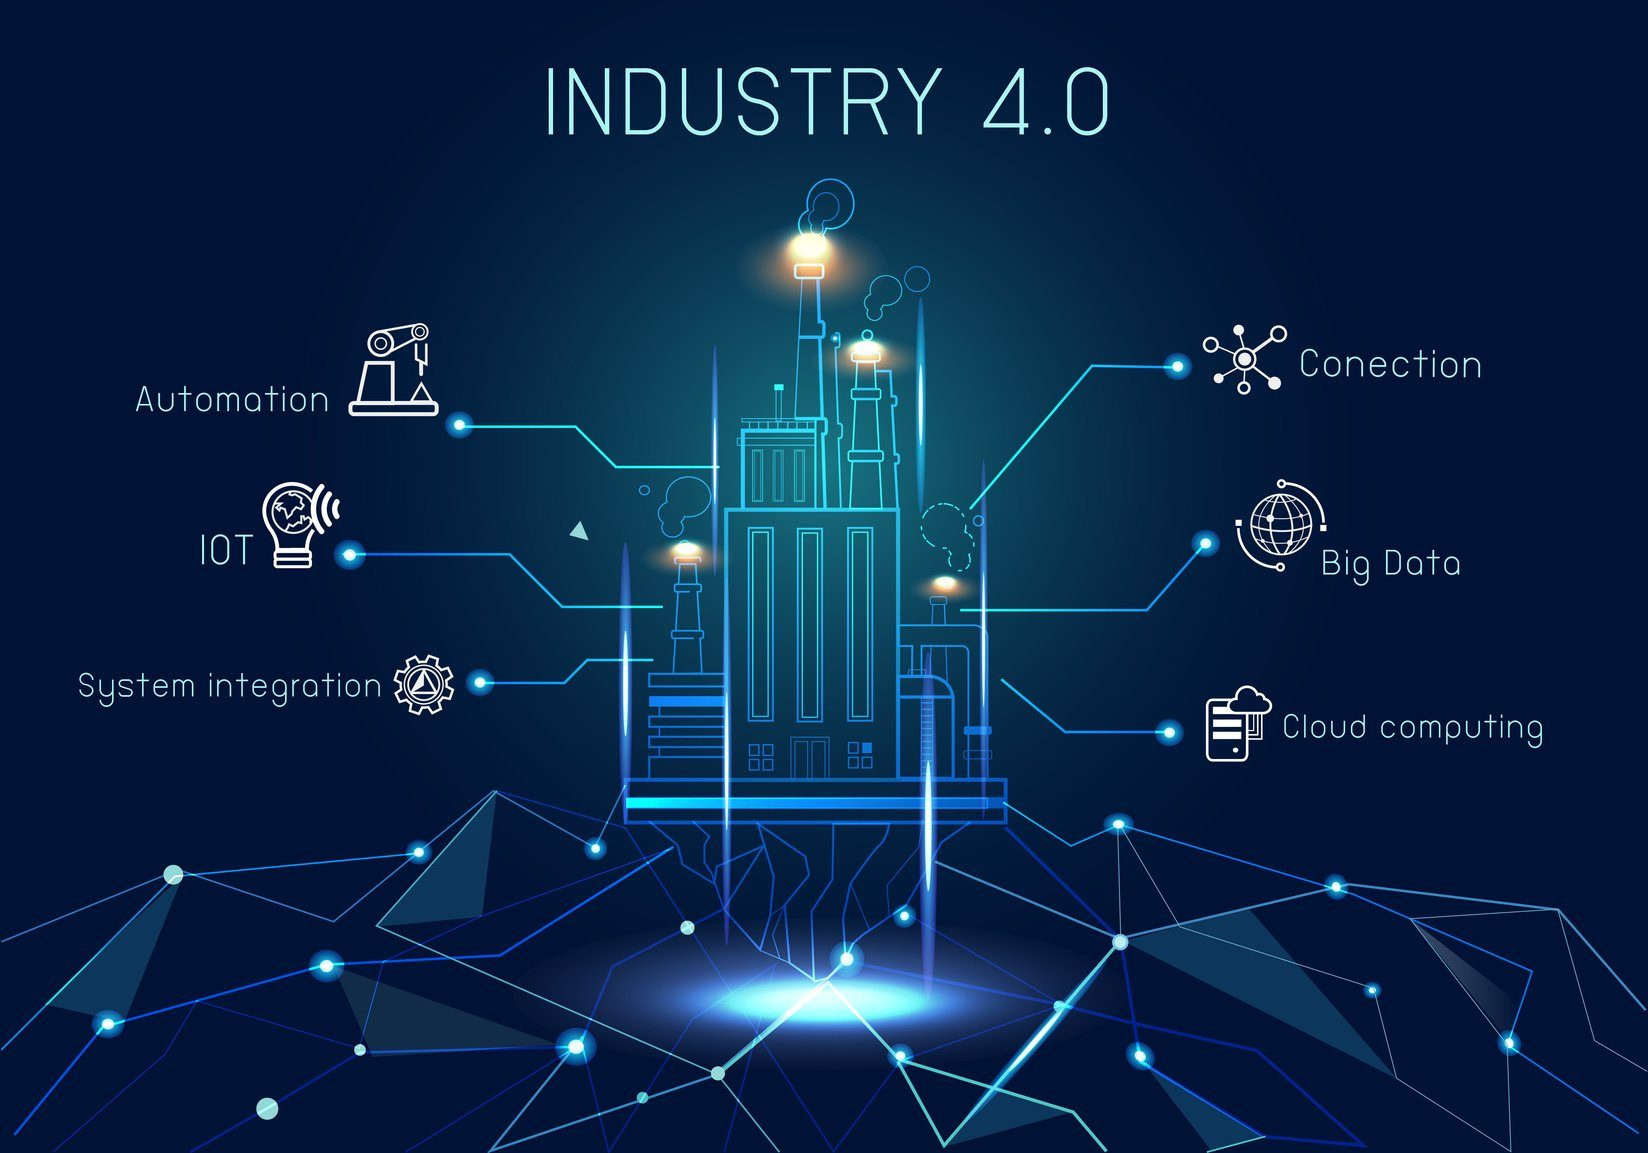 INDUSTRY 4.0
Automation
IOT
System integration
Conection
Big Data
Cloud computing